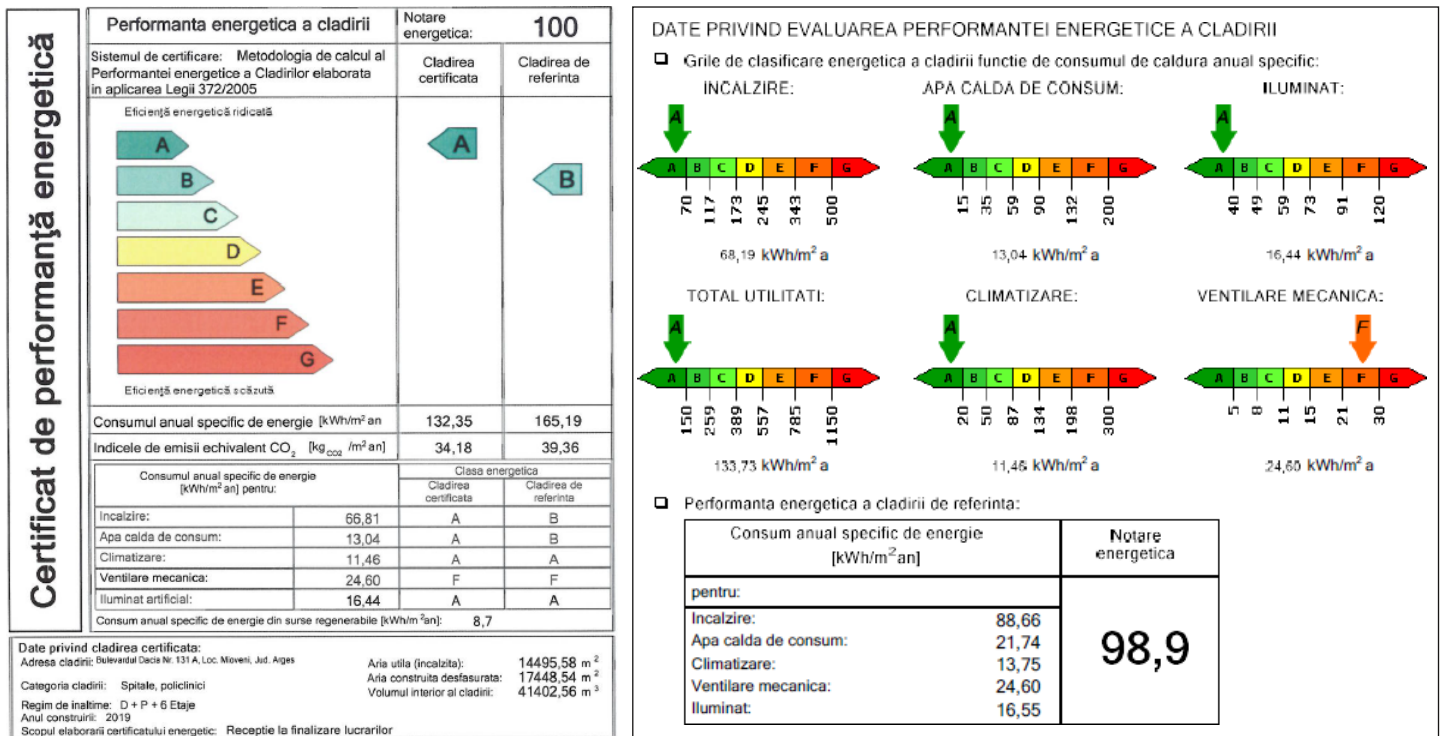 Certificat de performanţă energetică
Performanta energetica a cladirii
Notare energetica:
100
Sistemul de certificare: Metodologia de calcul al
Performantei energetice a Cladirilor elaborata
in aplicarea Legii 372/2005
Cladirea certificata
Cladirea de referinta
Eficienţă energetică ridicată
A
B
C
D
E
F
G
A
B
Eficienţă energetică scăzută
Consumul anual specific de energie [kWh/m² an 132,35 165,19
Indicele de emisii echivalent CO₂ [kg CO2 /m² an] 34,18 39,36
Consumul anual specific de energie
[kWh/m² an] pentru:
Clasa energetica
Cladirea certificata
Cladirea de referinta
Incalzire: 66,81 A B
Apa calda de consum: 13,04 A B
Climatizare: 11,46 A A
Ventilare mecanica: 24,60 F F
Iluminat artificial: 16,44 A A
Consum anual specific de energie din surse regenerabile [kWh/m ²an]: 8,7
Date privind cladirea certificata:
Adresa cladirii: Bulevardul Dacia Nr. 131 A, Loc. Mioveni, Jud. Arges
Categoria cladirii: Spitale, policlinici
Regim de inaltime: D + P + 6 Etaje
Anul construirii: 2019
Scopul elaborarii certificatului energetic: Receptie la finalizare lucrarilor
Aria utila (incalzita): 14495,58 m ²
Aria construita desfasurata: 17448,54 m ²
Volumul interior al cladirii: 41402,56 m ³
DATE PRIVIND EVALUAREA PERFORMANTEI ENERGETICE A CLADIRII
Grile de clasificare energetica a cladirii functie de consumul de caldura anual specific:
INCALZIRE:
A
A B C D E F G
70 117 173 245 343 500
68,19 kWh/m² a
APA CALDA DE CONSUM:
A
A B C D E F G
15 35 59 90 132 200
13,04 kWh/m² a
ILUMINAT:
A
A B C D E F G
40 49 59 73 91 120
16,44 kWh/m² a
TOTAL UTILITATI:
A
A B C D E F G
150 259 389 557 785 1150
133,73 kWh/m² a
CLIMATIZARE:
A
A B C D E F G
20 50 87 134 198 300
11,46 kWh/m² a
VENTILARE MECANICA:
F
A B C D E F G
5 8 11 15 21 30
24,60 kWh/m² a
Performanta energetica a cladirii de referinta:
Consum anual specific de energie
[kWh/m² an]
Notare
energetica
pentru:
Incalzire: 88,66
Apa calda de consum: 21,74
Climatizare: 13,75
Ventilare mecanica: 24,60
Iluminat: 16,55
98,9